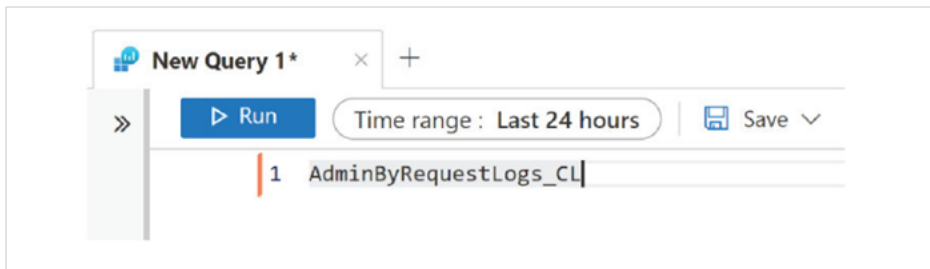 New Query 1*
Run Time range : Last 24 hours Save
1 AdminByRequestLogs_CL